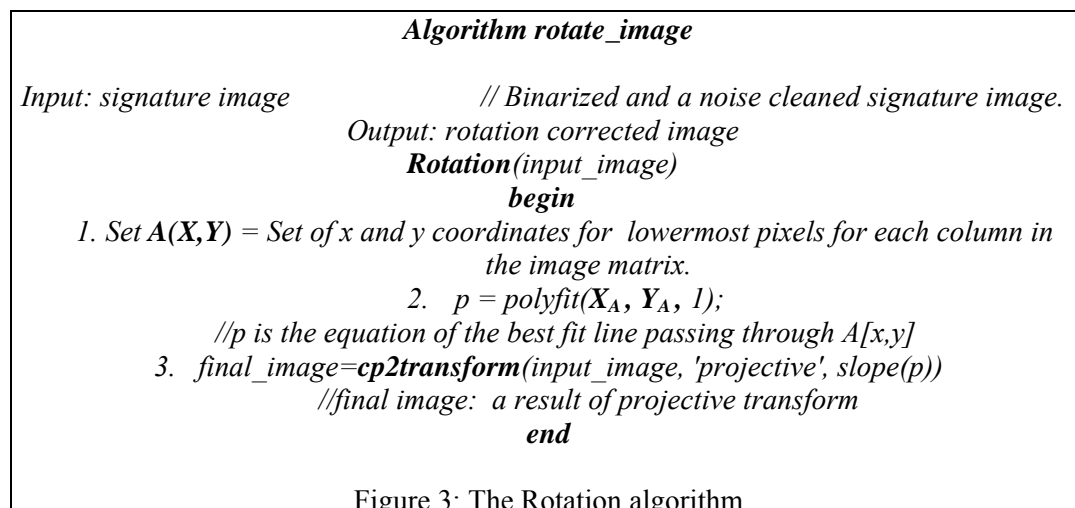 Algorithm rotate_image
Input: signature image // Binarized and a noise cleaned signature image.
Output: rotation corrected image
Rotation(input_image)
begin
1. Set A(X,Y) = Set of x and y coordinates for lowermost pixels for each column in
the image matrix.
2. p = polyfit(X_A, Y_A, 1);
//p is the equation of the best fit line passing through A[x,y]
3. final_image=cp2transform(input_image, 'projective', slope(p))
//final image: a result of projective transform
end
Figure 3: The Rotation algorithm